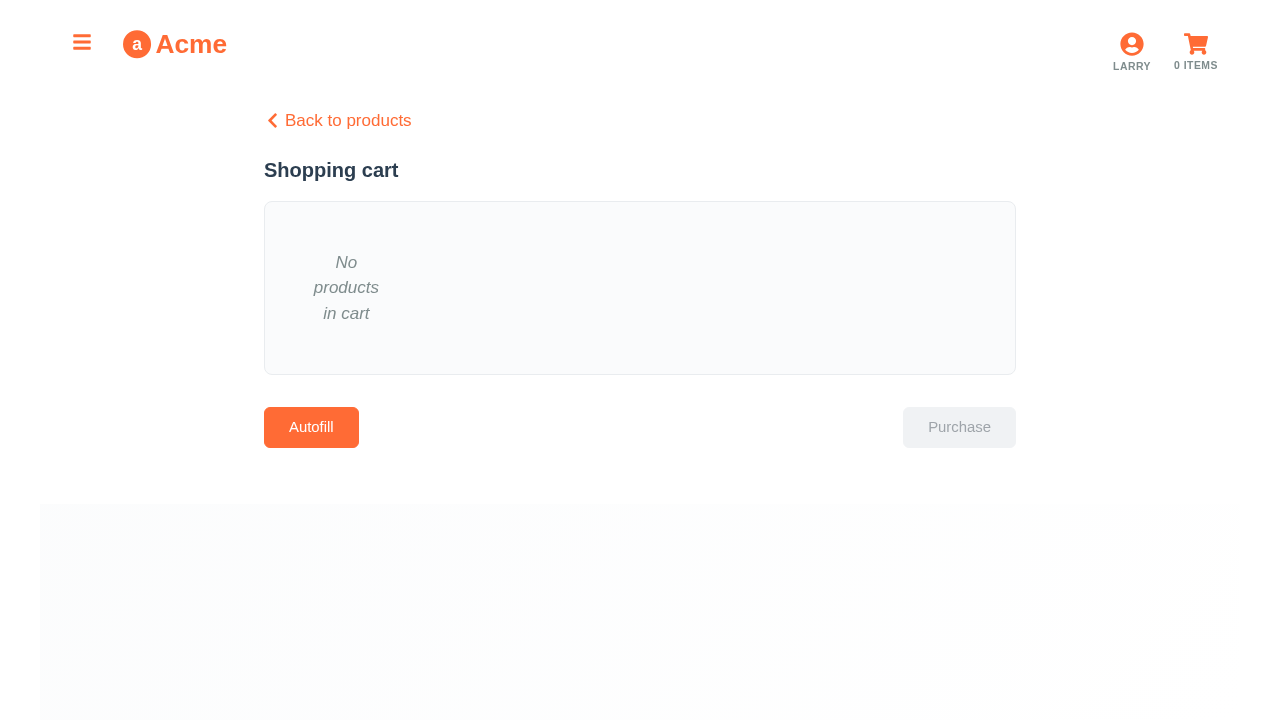 a Acme
LARRY
0 ITEMS
Back to products
Shopping cart
No
products
in cart
Autofill
Purchase